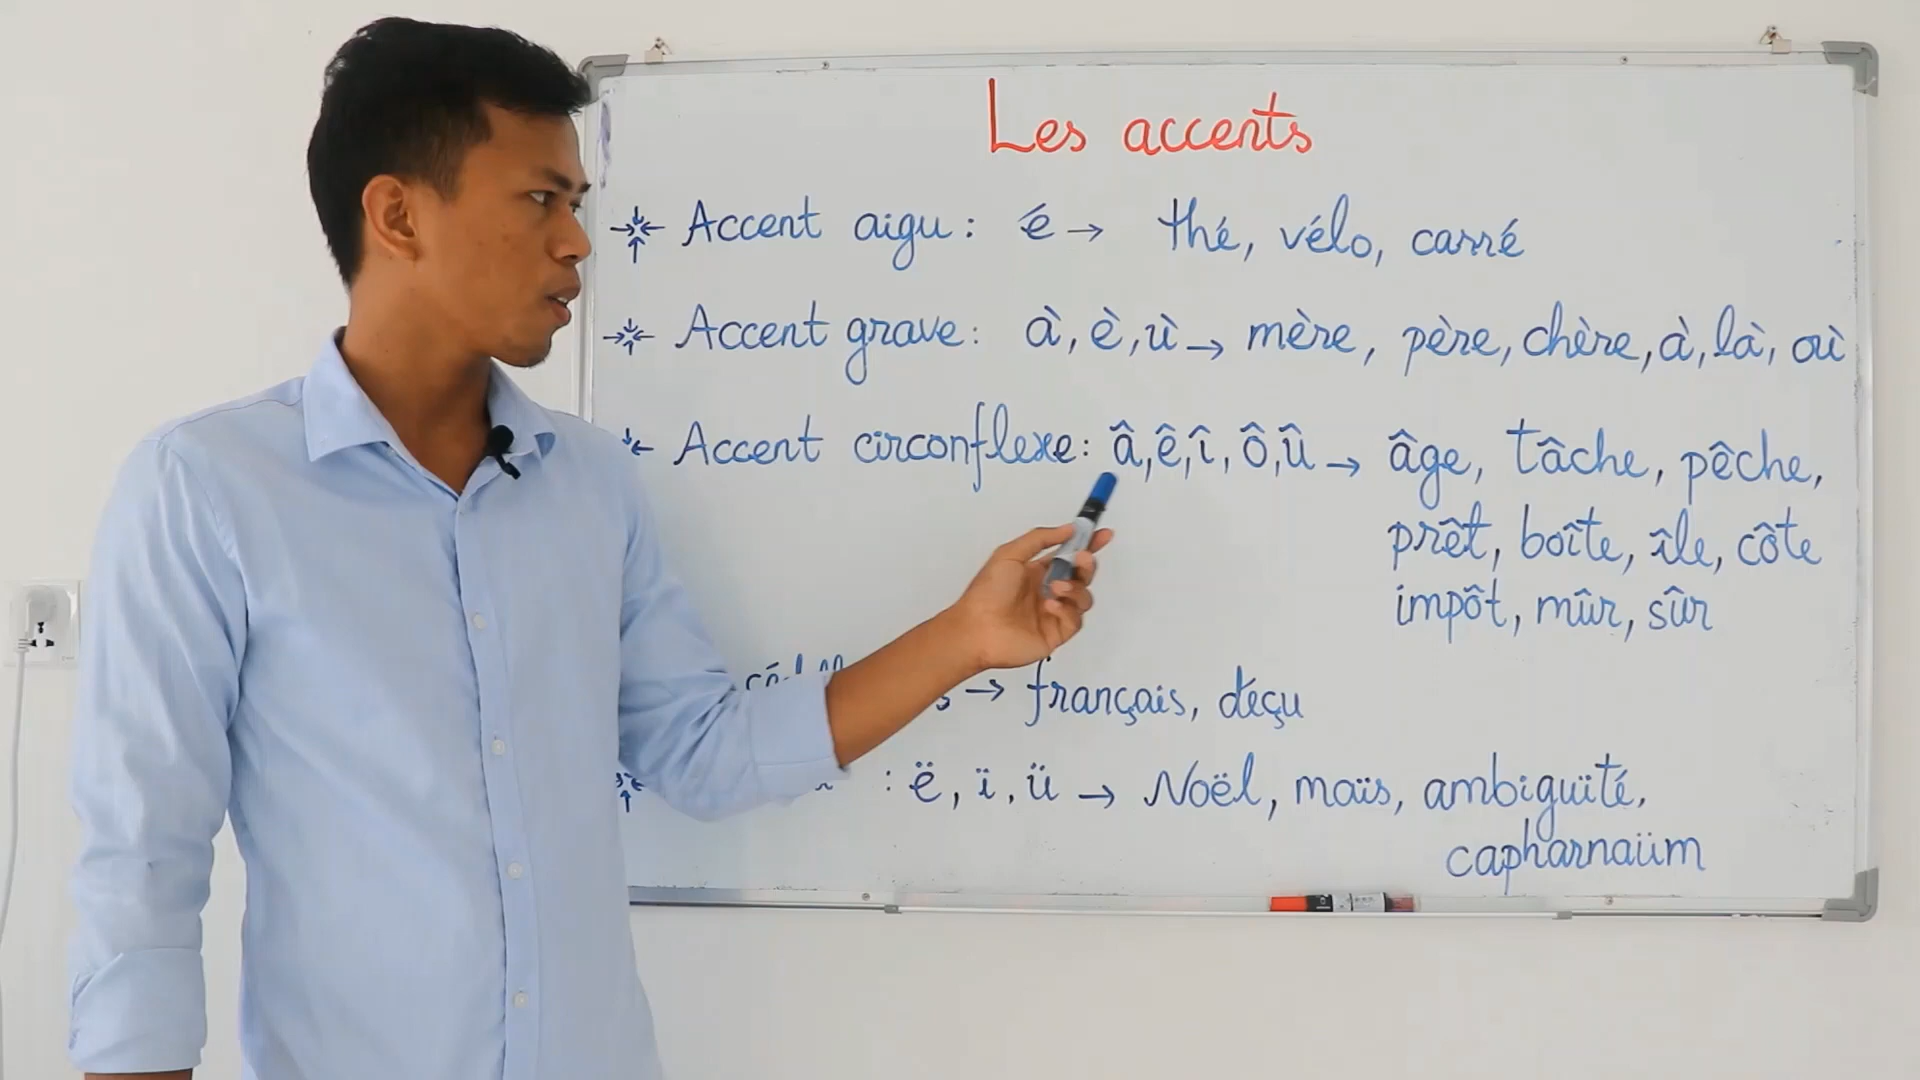 Les accents
Accent aigu : é → thé, vélo, carré
Accent grave : à, è, ù → mère, père, chère, à, là, où
Accent circonflexe : â, ê, î, ô, û → âge, tâche, pêche,
prêt, boîte, île, côte
impôt, mûr, sûr
→ français, déçu
: ë, ï, ü → Noël, maïs, ambiguïté,
capharnaüm